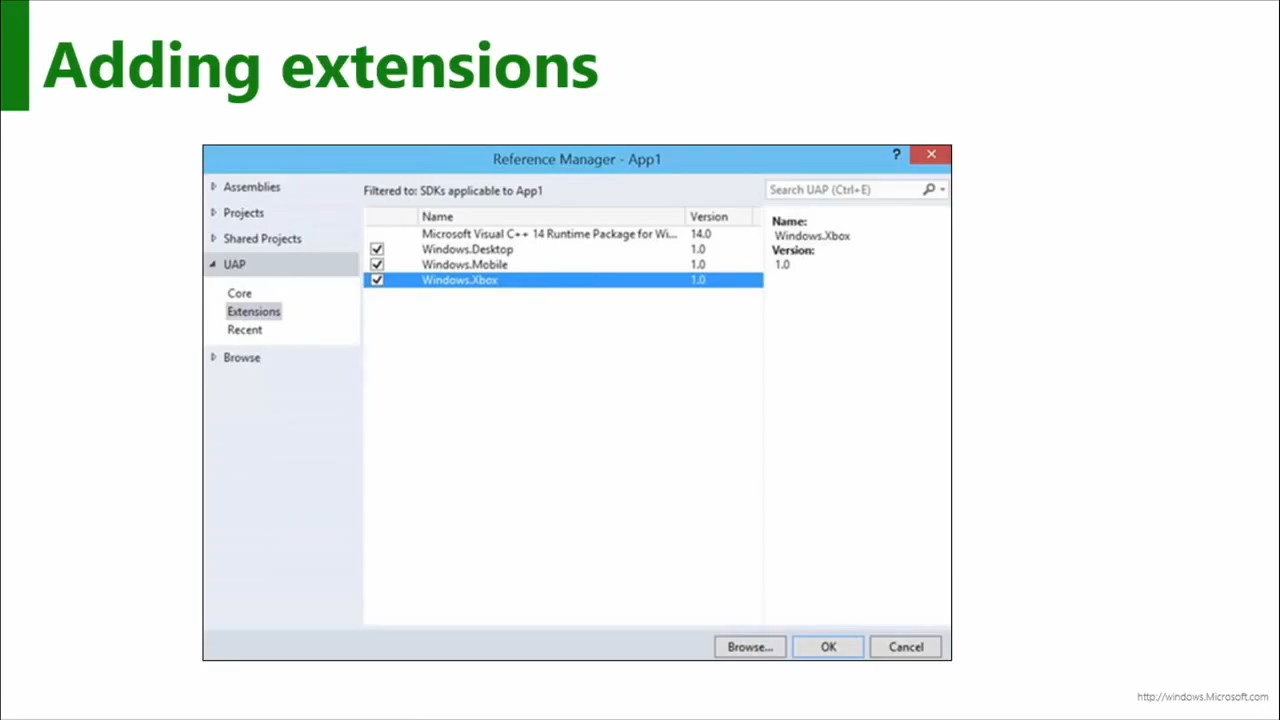 Adding extensions
Reference Manager - App1
?
Assemblies
Projects
Shared Projects
UAP
Core
Extensions
Recent
Browse
Filtered to: SDKs applicable to App1
Name Version
Microsoft Visual C++ 14 Runtime Package for Wi... 14.0
Windows.Desktop 1.0
Windows.Mobile 1.0
Windows.Xbox 1.0
Search UAP (Ctrl+E)
Name:
Windows.Xbox
Version:
1.0
Browse... OK Cancel
http://windows.Microsoft.com